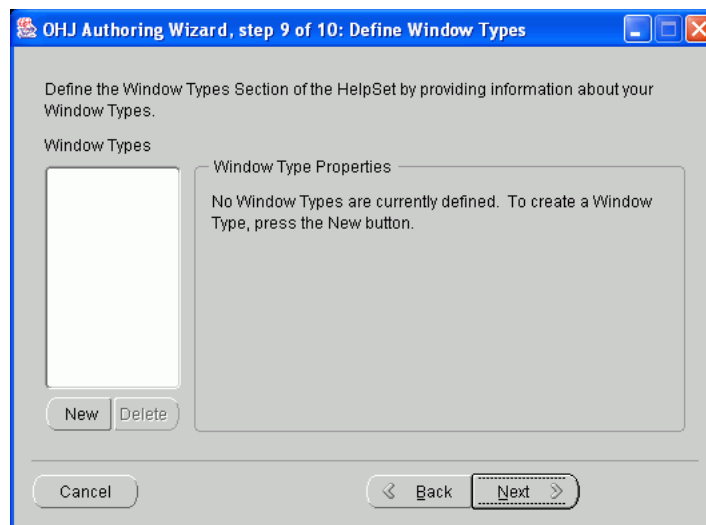 OHJ Authoring Wizard, step 9 of 10: Define Window Types
Define the Window Types Section of the HelpSet by providing information about your
Window Types.
Window Types
Window Type Properties
No Window Types are currently defined. To create a Window
Type, press the New button.
New Delete
Cancel Back Next